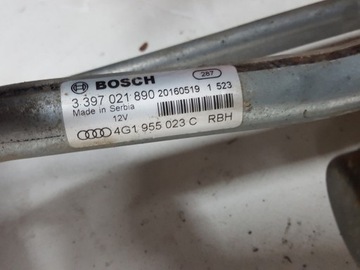 BOSCH 287
3 397 021 890 20160519 1 523
Made in Serbia 12V
4G1 955 023 C RBH